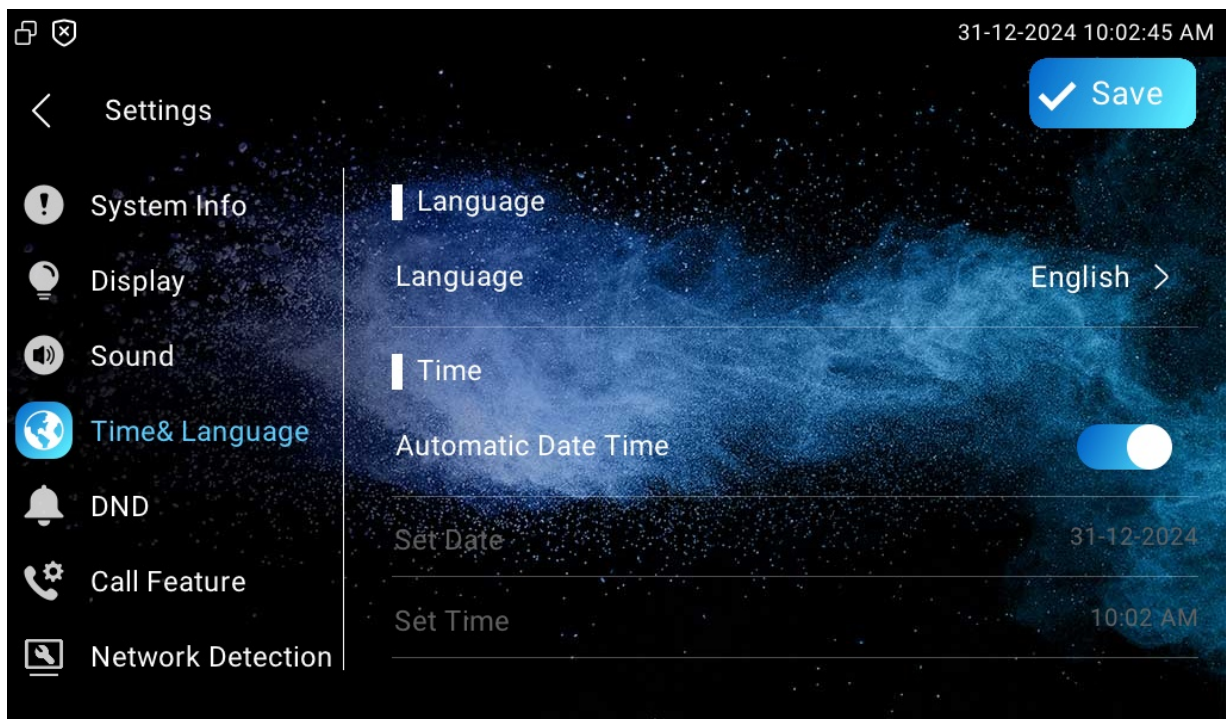 31-12-2024 10:02:45 AM
Settings
Save
System Info
Display
Sound
Time& Language
DND
Call Feature
Network Detection
Language
Language English
Time
Automatic Date Time
Set Date 31-12-2024
Set Time 10:02 AM